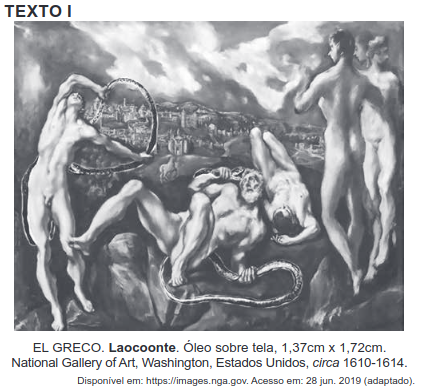 TEXTO I
EL GRECO. Laocoonte. Óleo sobre tela, 1,37cm x 1,72cm.
National Gallery of Art, Washington, Estados Unidos, circa 1610-1614.
Disponível em: https://images.nga.gov. Acesso em: 28 jun. 2019 (adaptado).